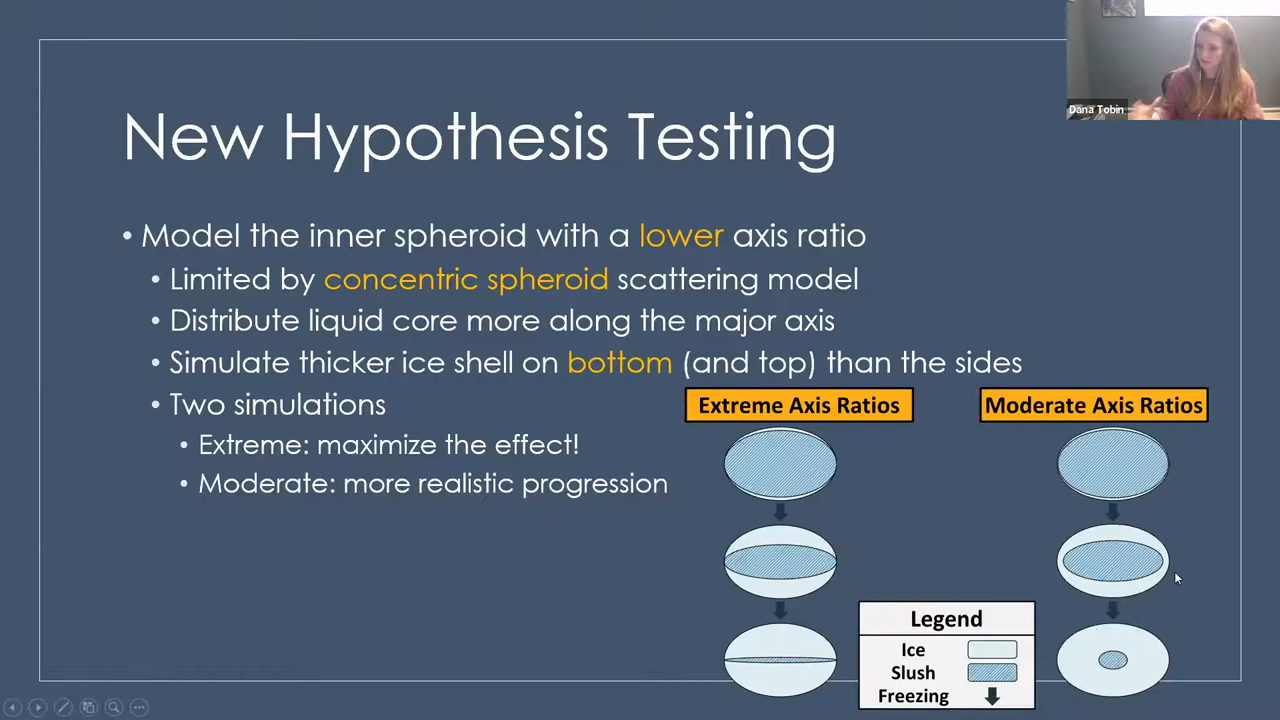 Dana Tobin
New Hypothesis Testing
• Model the inner spheroid with a lower axis ratio
• Limited by concentric spheroid scattering model
• Distribute liquid core more along the major axis
• Simulate thicker ice shell on bottom (and top) than the sides
• Two simulations
• Extreme: maximize the effect!
• Moderate: more realistic progression
Extreme Axis Ratios
Moderate Axis Ratios
Legend
Ice
Slush
Freezing